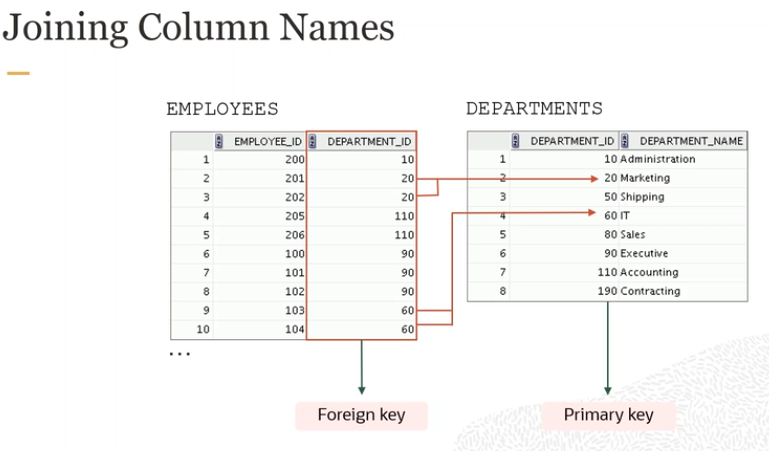 Joining Column Names
EMPLOYEES
EMPLOYEE_ID DEPARTMENT_ID
1 200 10
2 201 20
3 202 20
4 205 110
5 206 110
6 100 90
7 101 90
8 102 90
9 103 60
10 104 60
...
Foreign key
DEPARTMENTS
DEPARTMENT_ID DEPARTMENT_NAME
1 10 Administration
2 20 Marketing
3 50 Shipping
4 60 IT
5 80 Sales
6 90 Executive
7 110 Accounting
8 190 Contracting
Primary key